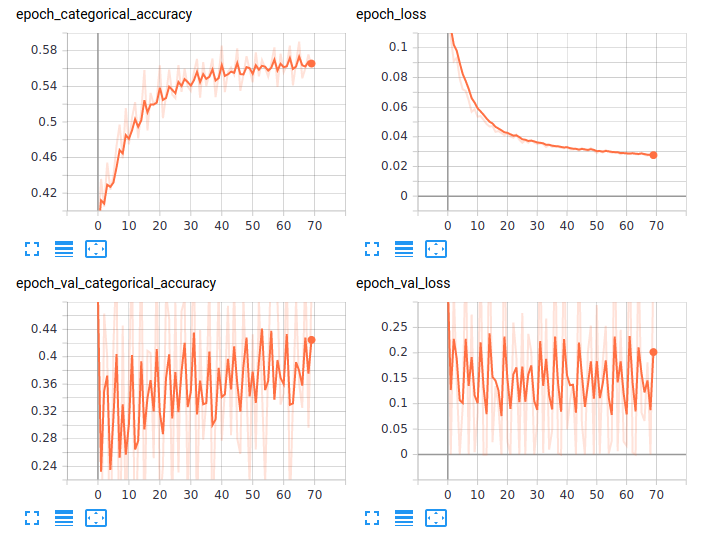 epoch_categorical_accuracy
0.58
0.54
0.5
0.46
0.42
0 10 20 30 40 50 60 70
epoch_loss
0.1
0.08
0.06
0.04
0.02
0
0 10 20 30 40 50 60 70
epoch_val_categorical_accuracy
0.44
0.4
0.36
0.32
0.28
0.24
0 10 20 30 40 50 60 70
epoch_val_loss
0.25
0.2
0.15
0.1
0.05
0
0 10 20 30 40 50 60 70